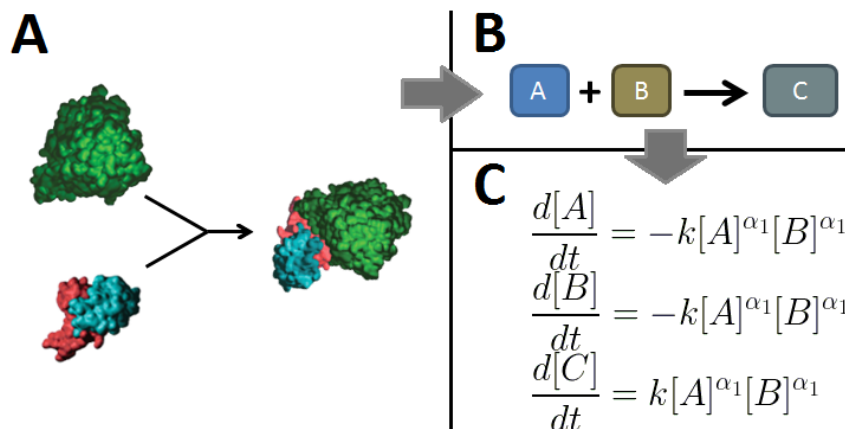 A
B
A + B → C
C
d[A]/dt = −k[A]^{α₁}[B]^{α₁}
d[B]/dt = −k[A]^{α₁}[B]^{α₁}
d[C]/dt = k[A]^{α₁}[B]^{α₁}